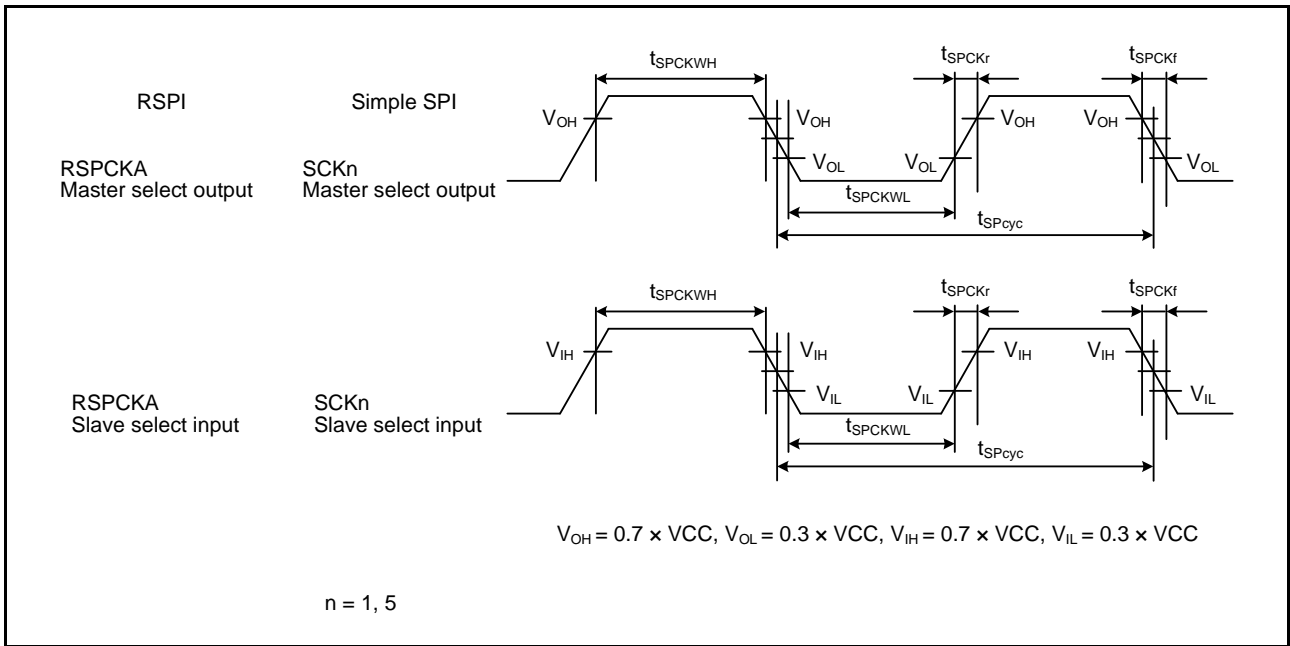 RSPI
Simple SPI
tSPCKWH
tSPCKr
tSPCKf
VOH
VOH
VOH
VOH
RSPCKA
Master select output
SCKn
Master select output
VOL
VOL
VOL
tSPCKWL
tSPcyc
tSPCKWH
tSPCKr
tSPCKf
VIH
VIH
VIH
VIH
RSPCKA
Slave select input
SCKn
Slave select input
VIL
VIL
VIL
tSPCKWL
tSPcyc
VOH = 0.7 × VCC, VOL = 0.3 × VCC, VIH = 0.7 × VCC, VIL = 0.3 × VCC
n = 1, 5